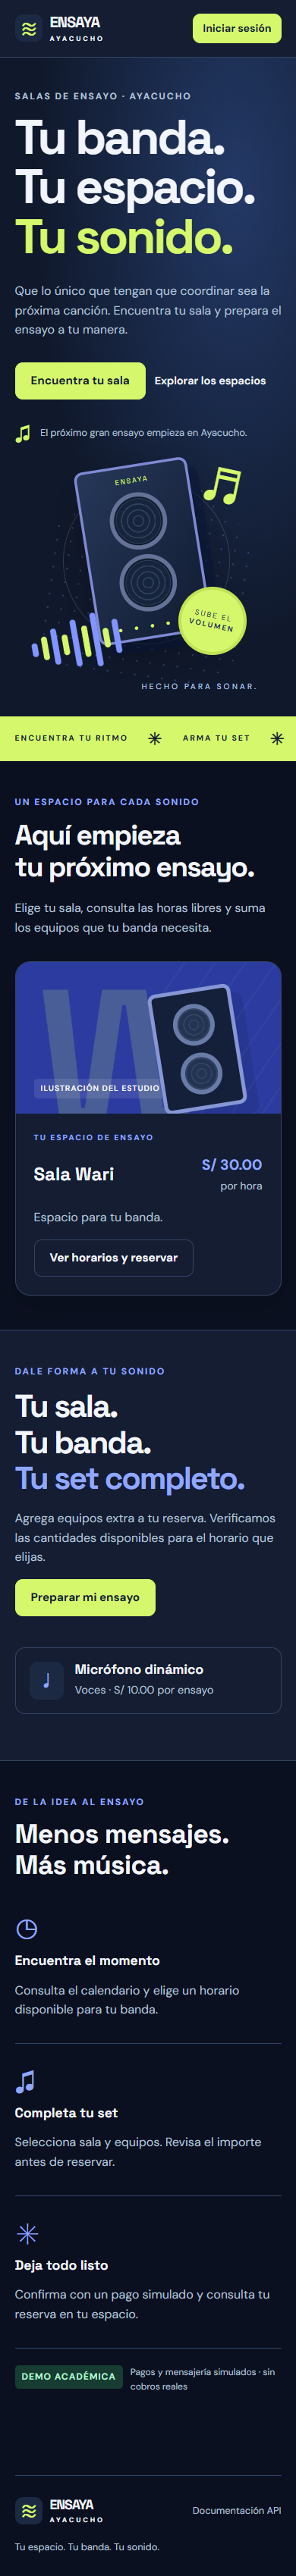 ENSAYA
AYACUCHO
Iniciar sesión
SALAS DE ENSAYO · AYACUCHO
Tu banda.
Tu espacio.
Tu sonido.
Que lo único que tengan que coordinar sea la
próxima canción. Encuentra tu sala y prepara el
ensayo a tu manera.
Encuentra tu sala
Explorar los espacios
El próximo gran ensayo empieza en Ayacucho.
ENSAYA
SUBE EL
VOLUMEN
HECHO PARA SONAR.
ENCUENTRA TU RITMO
ARMA TU SET
UN ESPACIO PARA CADA SONIDO
Aquí empieza
tu próximo ensayo.
Elige tu sala, consulta las horas libres y suma
los equipos que tu banda necesita.
W
ILUSTRACIÓN DEL ESTUDIO
TU ESPACIO DE ENSAYO
Sala Wari
S/ 30.00
por hora
Espacio para tu banda.
Ver horarios y reservar
DALE FORMA A TU SONIDO
Tu sala.
Tu banda.
Tu set completo.
Agrega equipos extra a tu reserva. Verificamos
las cantidades disponibles para el horario que
elijas.
Preparar mi ensayo
Micrófono dinámico
Voces · S/ 10.00 por ensayo
DE LA IDEA AL ENSAYO
Menos mensajes.
Más música.
Encuentra el momento
Consulta el calendario y elige un horario
disponible para tu banda.
Completa tu set
Selecciona sala y equipos. Revisa el importe
antes de reservar.
Deja todo listo
Confirma con un pago simulado y consulta tu
reserva en tu espacio.
DEMO ACADÉMICA
Pagos y mensajería simulados · sin
cobros reales
ENSAYA
AYACUCHO
Documentación API
Tu espacio. Tu banda. Tu sonido.